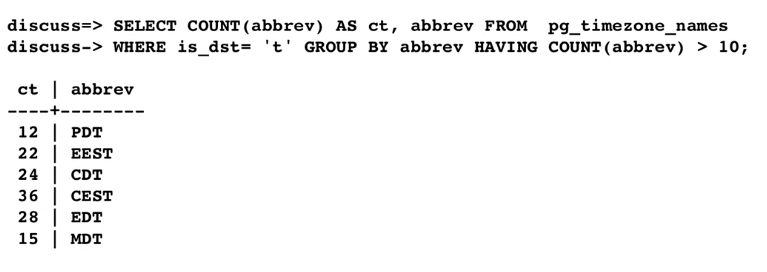 discuss=> SELECT COUNT(abbrev) AS ct, abbrev FROM  pg_timezone_names
discuss-> WHERE is_dst= 't' GROUP BY abbrev HAVING COUNT(abbrev) > 10;
ct | abbrev
----+--------
12 | PDT
22 | EEST
24 | CDT
36 | CEST
28 | EDT
15 | MDT